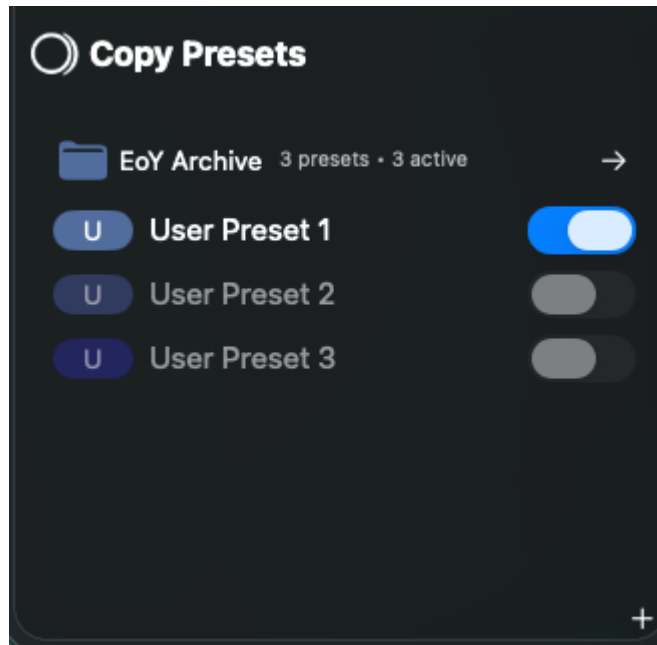 Copy Presets
EoY Archive 3 presets • 3 active →
U User Preset 1
U User Preset 2
U User Preset 3
+